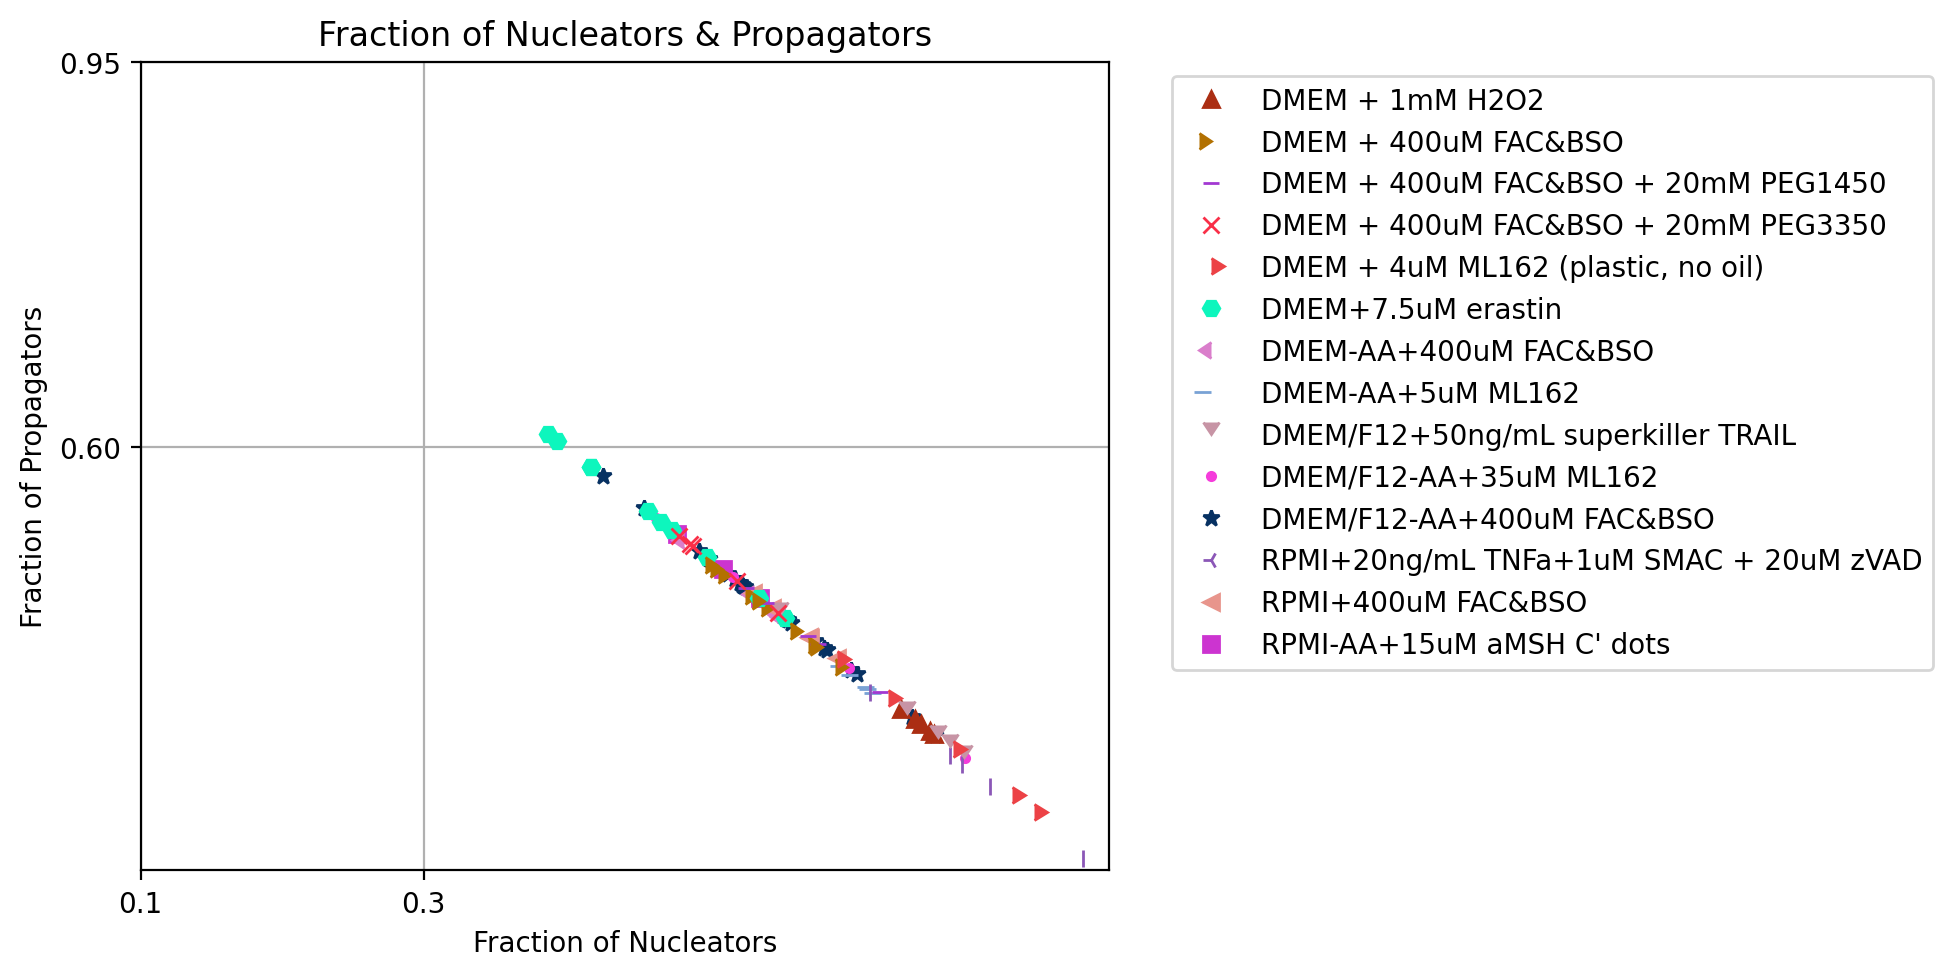 Fraction of Nucleators & Propagators
0.95
0.60
Fraction of Propagators
0.1
0.3
Fraction of Nucleators
DMEM + 1mM H2O2
DMEM + 400uM FAC&BSO
DMEM + 400uM FAC&BSO + 20mM PEG1450
DMEM + 400uM FAC&BSO + 20mM PEG3350
DMEM + 4uM ML162 (plastic, no oil)
DMEM+7.5uM erastin
DMEM-AA+400uM FAC&BSO
DMEM-AA+5uM ML162
DMEM/F12+50ng/mL superkiller TRAIL
DMEM/F12-AA+35uM ML162
DMEM/F12-AA+400uM FAC&BSO
RPMI+20ng/mL TNFa+1uM SMAC + 20uM zVAD
RPMI+400uM FAC&BSO
RPMI-AA+15uM aMSH C' dots